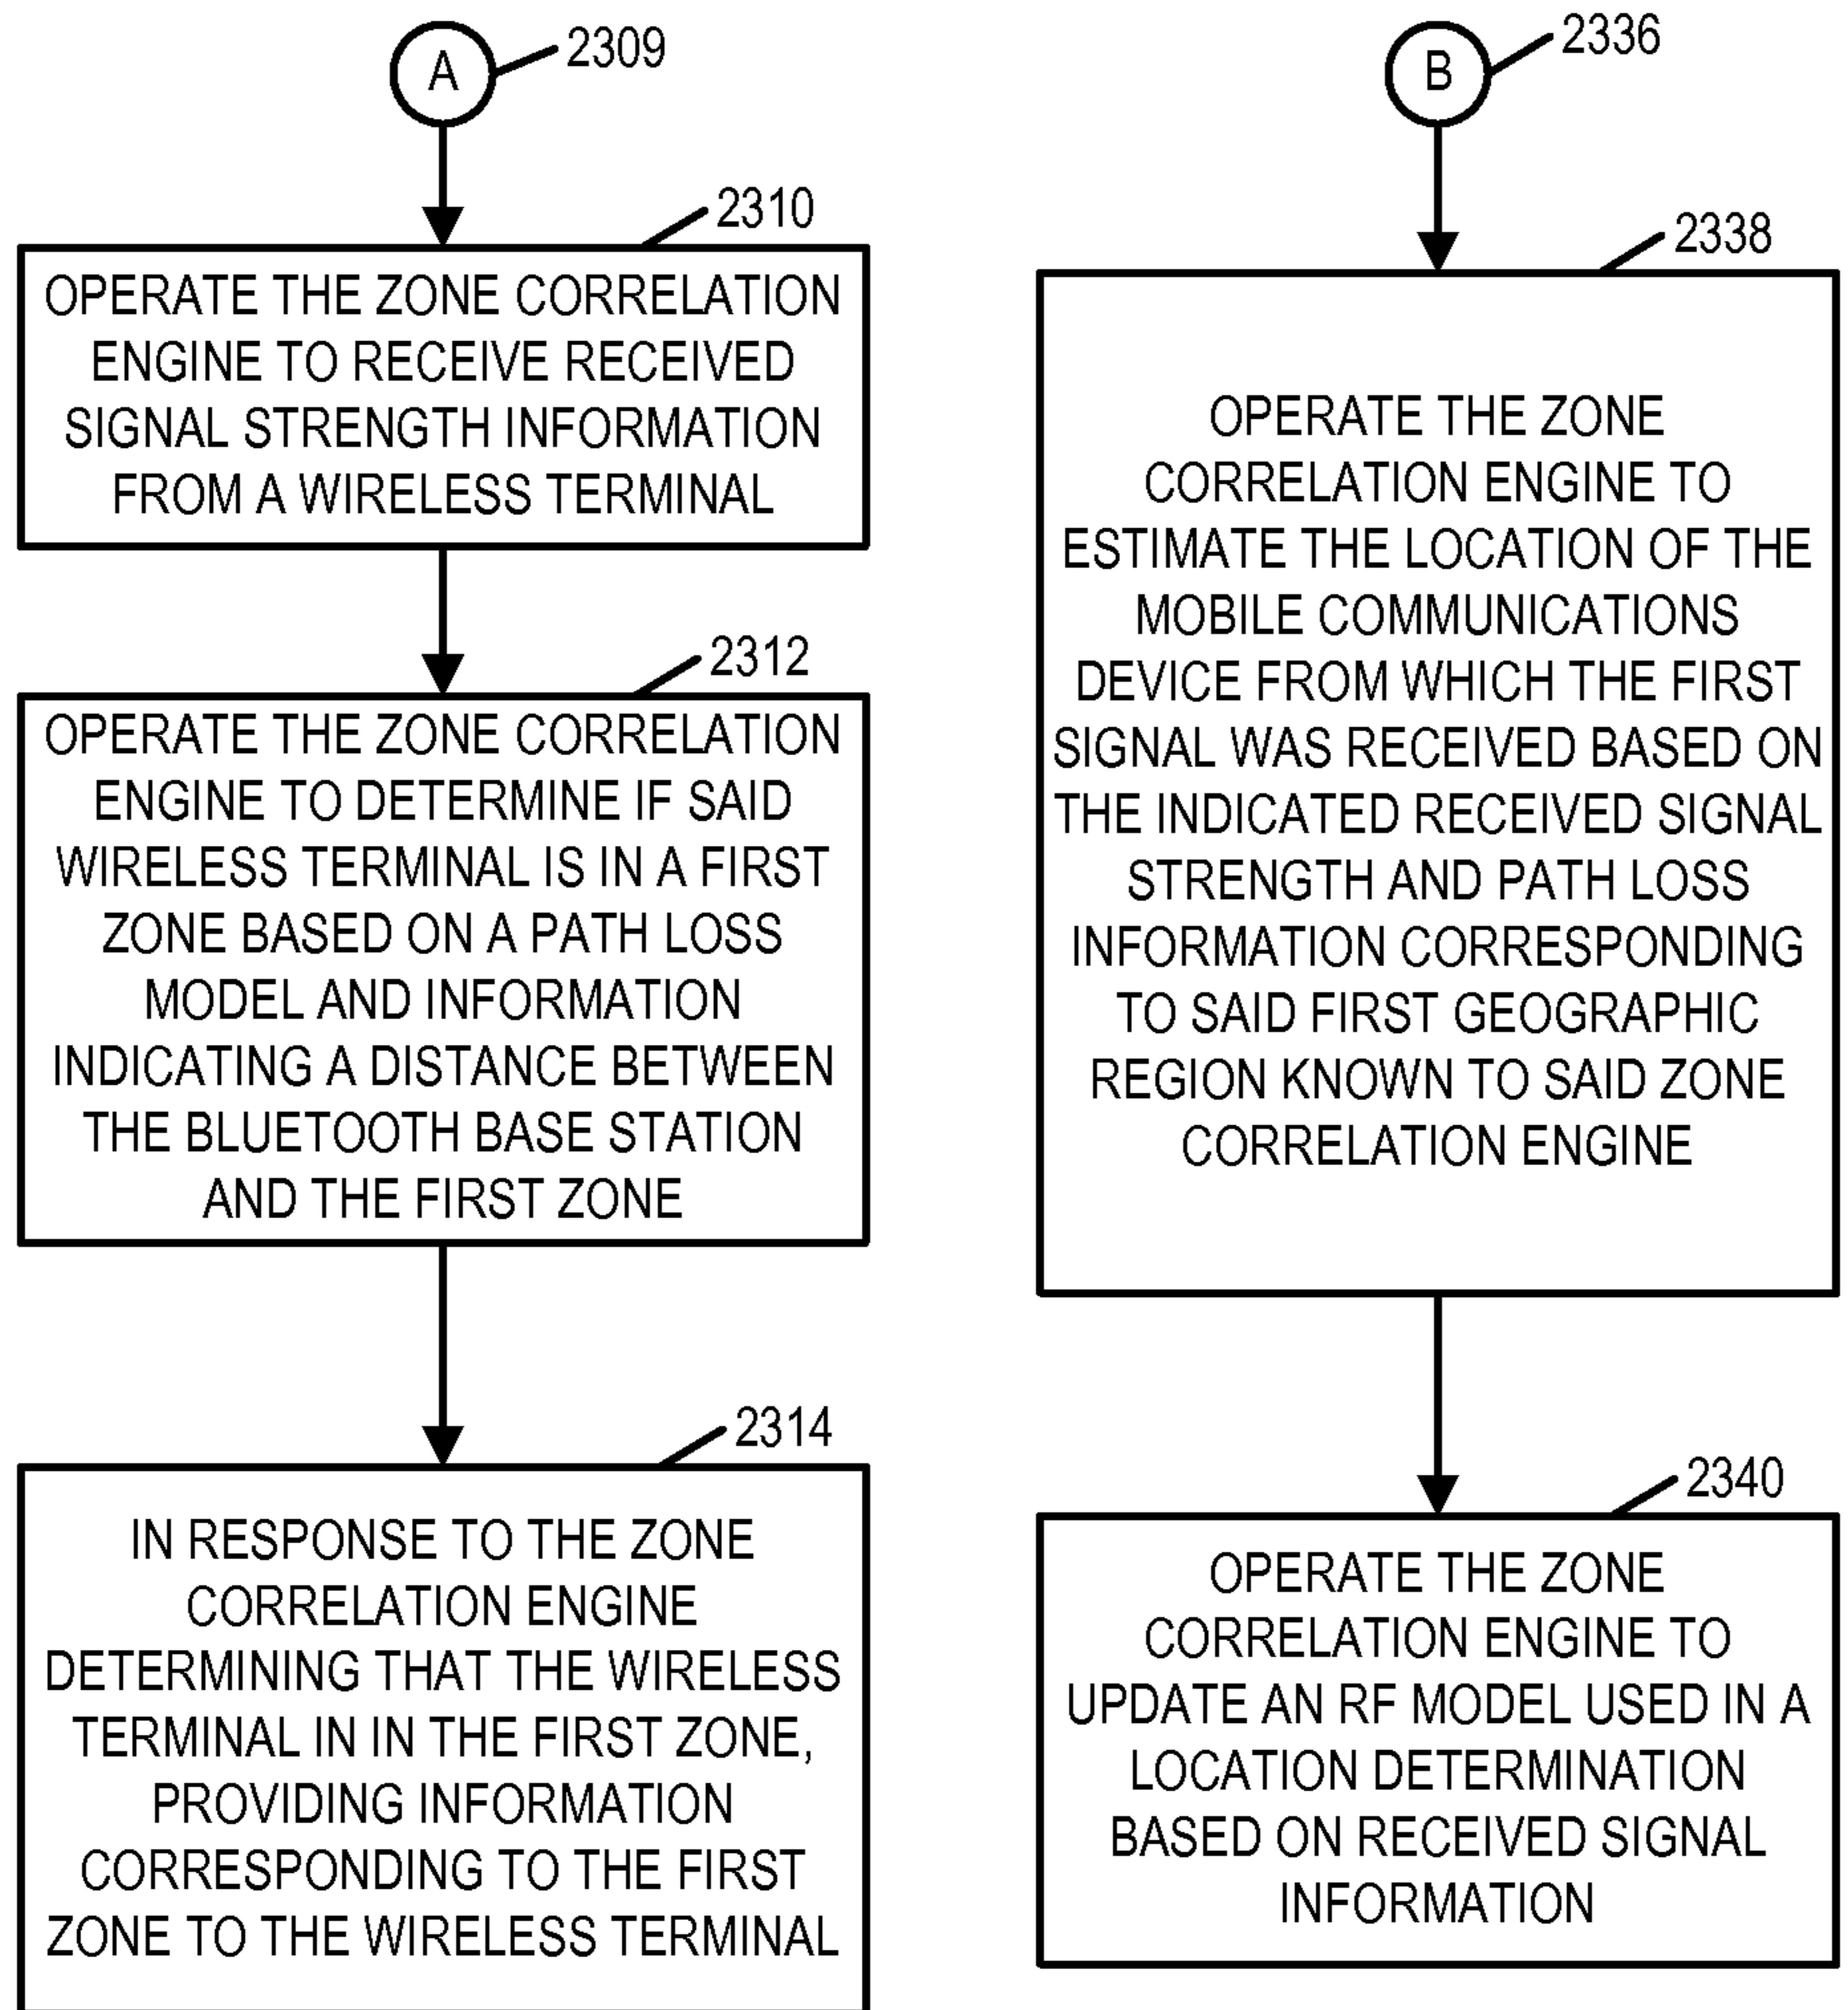 A
2309
2310
OPERATE THE ZONE CORRELATION
ENGINE TO RECEIVE RECEIVED
SIGNAL STRENGTH INFORMATION
FROM A WIRELESS TERMINAL
2312
OPERATE THE ZONE CORRELATION
ENGINE TO DETERMINE IF SAID
WIRELESS TERMINAL IS IN A FIRST
ZONE BASED ON A PATH LOSS
MODEL AND INFORMATION
INDICATING A DISTANCE BETWEEN
THE BLUETOOTH BASE STATION
AND THE FIRST ZONE
2314
IN RESPONSE TO THE ZONE
CORRELATION ENGINE
DETERMINING THAT THE WIRELESS
TERMINAL IN IN THE FIRST ZONE,
PROVIDING INFORMATION
CORRESPONDING TO THE FIRST
ZONE TO THE WIRELESS TERMINAL
B
2336
2338
OPERATE THE ZONE
CORRELATION ENGINE TO
ESTIMATE THE LOCATION OF THE
MOBILE COMMUNICATIONS
DEVICE FROM WHICH THE FIRST
SIGNAL WAS RECEIVED BASED ON
THE INDICATED RECEIVED SIGNAL
STRENGTH AND PATH LOSS
INFORMATION CORRESPONDING
TO SAID FIRST GEOGRAPHIC
REGION KNOWN TO SAID ZONE
CORRELATION ENGINE
2340
OPERATE THE ZONE
CORRELATION ENGINE TO
UPDATE AN RF MODEL USED IN A
LOCATION DETERMINATION
BASED ON RECEIVED SIGNAL
INFORMATION